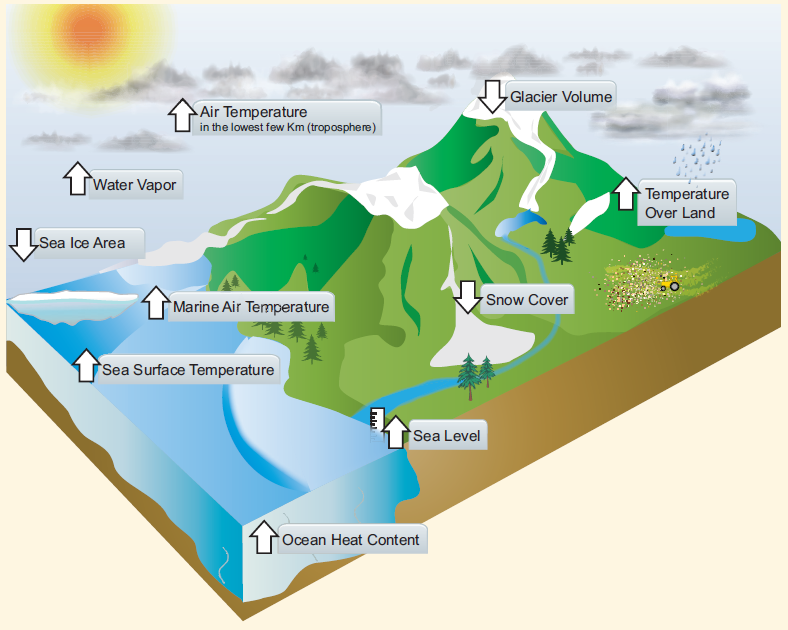 Glacier Volume
Air Temperature
in the lowest few Km (troposphere)
Water Vapor
Temperature
Over Land
Sea Ice Area
Snow Cover
Marine Air Temperature
Sea Surface Temperature
Sea Level
Ocean Heat Content